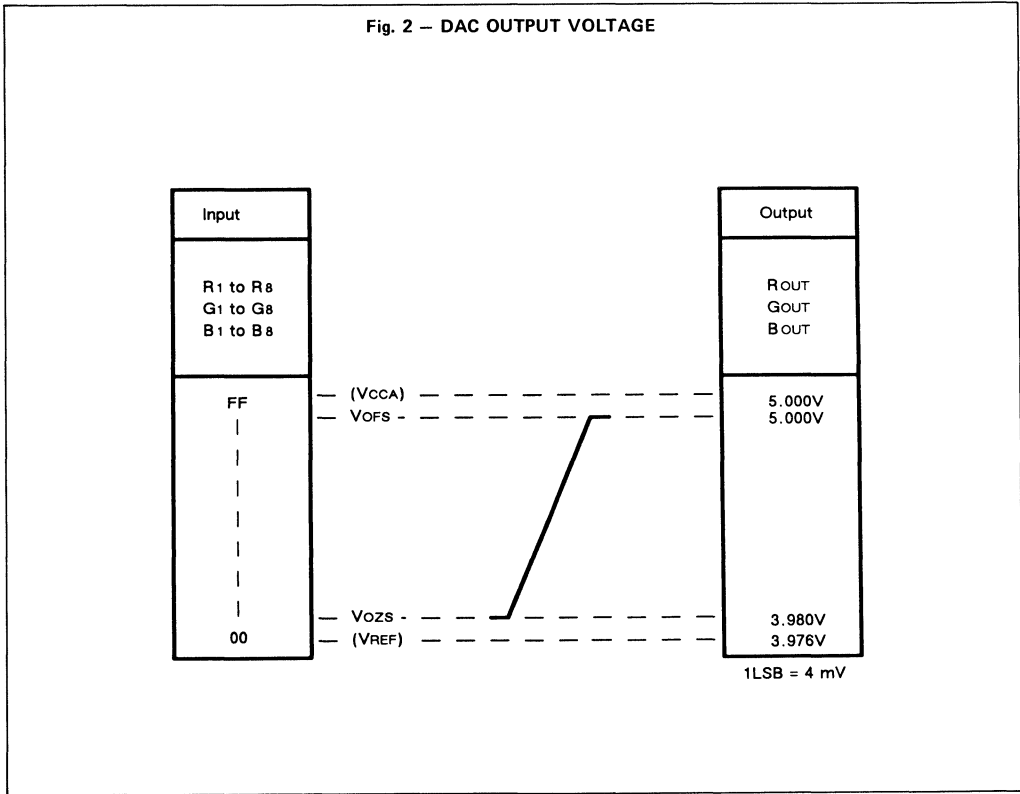 Fig. 2 — DAC OUTPUT VOLTAGE
Input
Output
R1 to R8
G1 to G8
B1 to B8
ROUT
GOUT
BOUT
FF
(VCCA)
5.000V
VOFS
5.000V
VOZS
3.980V
00
(VREF)
3.976V
1LSB = 4 mV